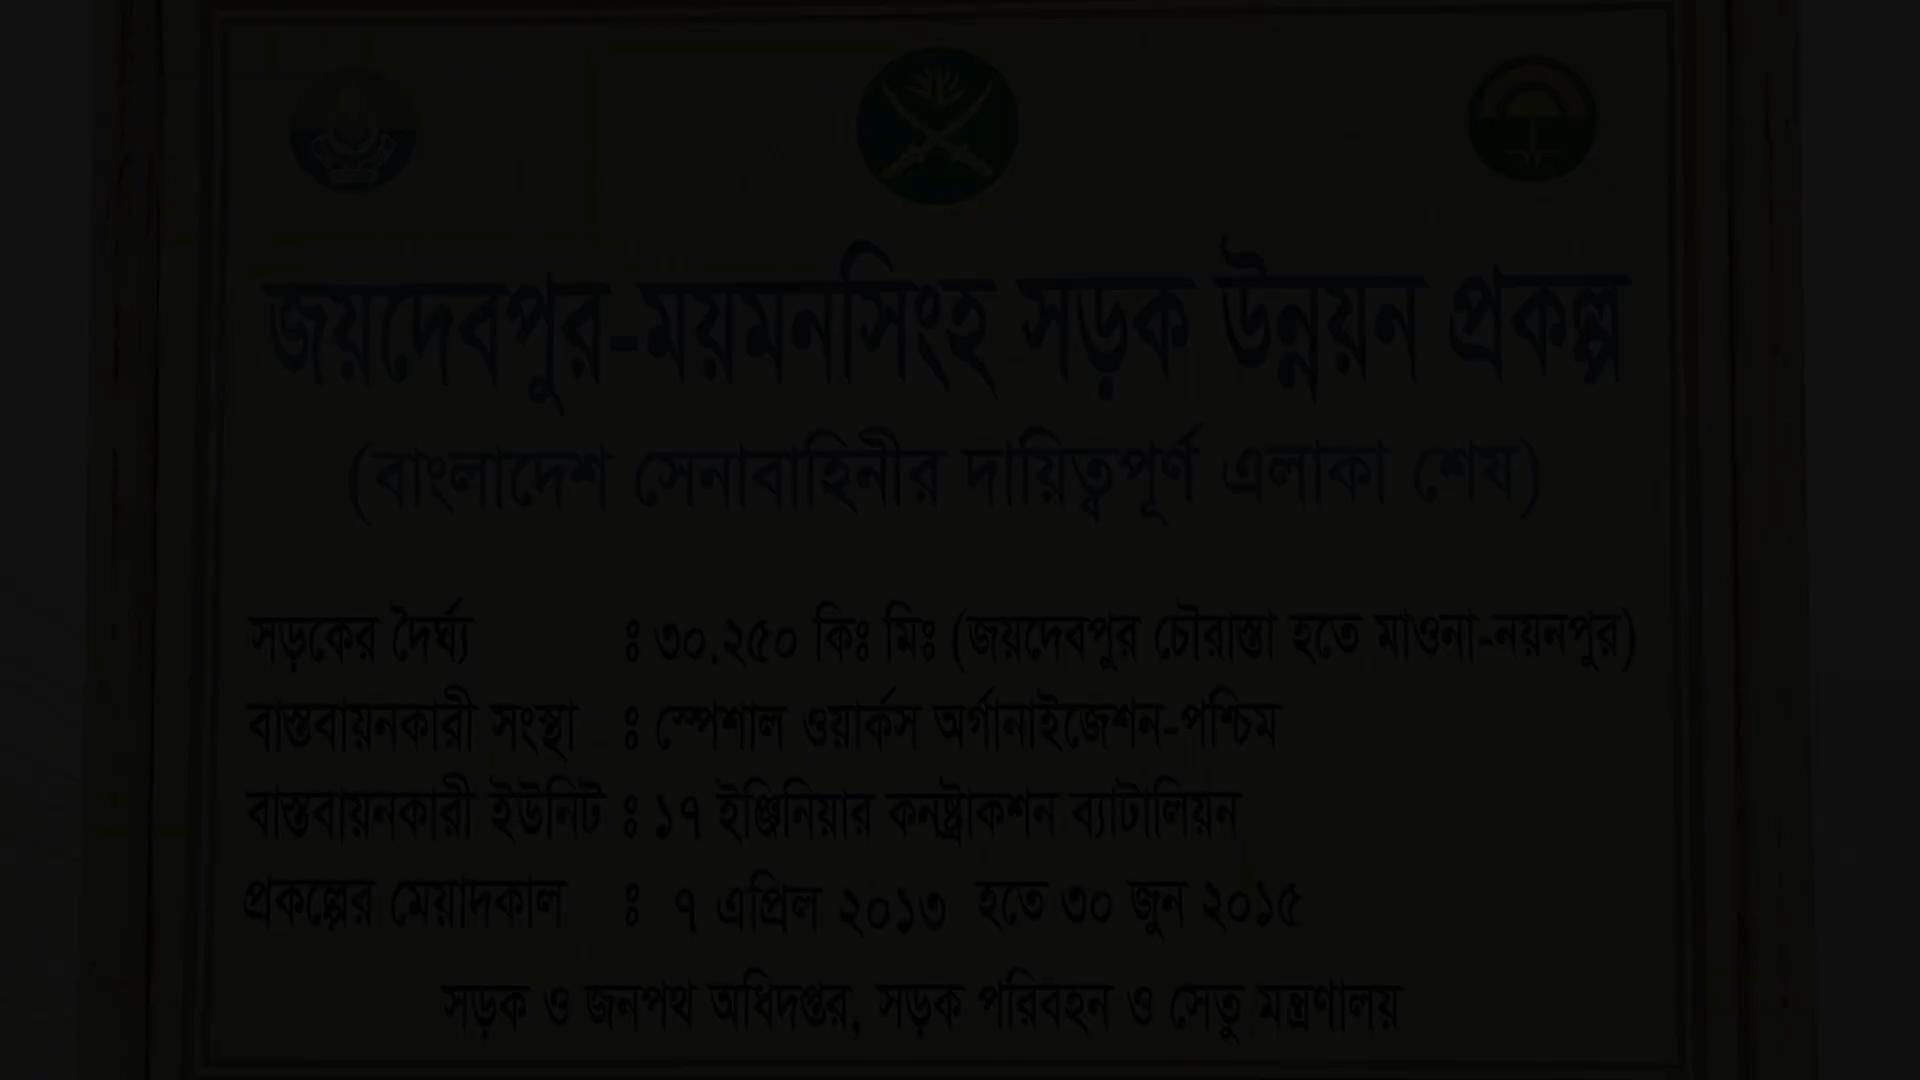 জয়দেবপুর-ময়মনসিংহ সড়ক উন্নয়ন প্রকল্প
(বাংলাদেশ সেনাবাহিনীর দায়িত্বপূর্ণ এলাকা শেষ)
সড়কের দৈর্ঘ্য : ৩০.২৫০ কিঃ মিঃ (জয়দেবপুর চৌরাস্তা হতে মাওনা-নয়নপুর)
বাস্তবায়নকারী সংস্থা : স্পেশাল ওয়ার্কস অর্গানাইজেশন-পশ্চিম
বাস্তবায়নকারী ইউনিট : ১৭ ইঞ্জিনিয়ার কনষ্ট্রাকশন ব্যাটালিয়ন
প্রকল্পের মেয়াদকাল : ৭ এপ্রিল ২০১৩ হতে ৩০ জুন ২০১৫
সড়ক ও জনপথ অধিদপ্তর, সড়ক পরিবহন ও সেতু মন্ত্রণালয়